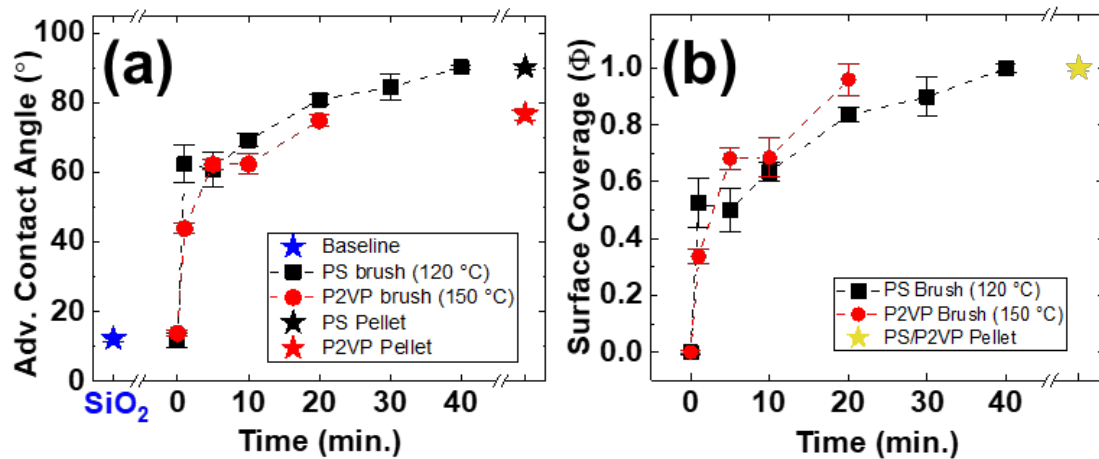 (a)
Adv. Contact Angle (°)
100
80
60
40
20
0
Baseline
PS brush (120 °C)
P2VP brush (150 °C)
PS Pellet
P2VP Pellet
SiO₂ 0 10 20 30 40
Time (min.)
(b)
Surface Coverage (Φ)
1.0
0.8
0.6
0.4
0.2
0.0
PS Brush (120 °C)
P2VP Brush (150 °C)
PS/P2VP Pellet
0 10 20 30 40
Time (min.)